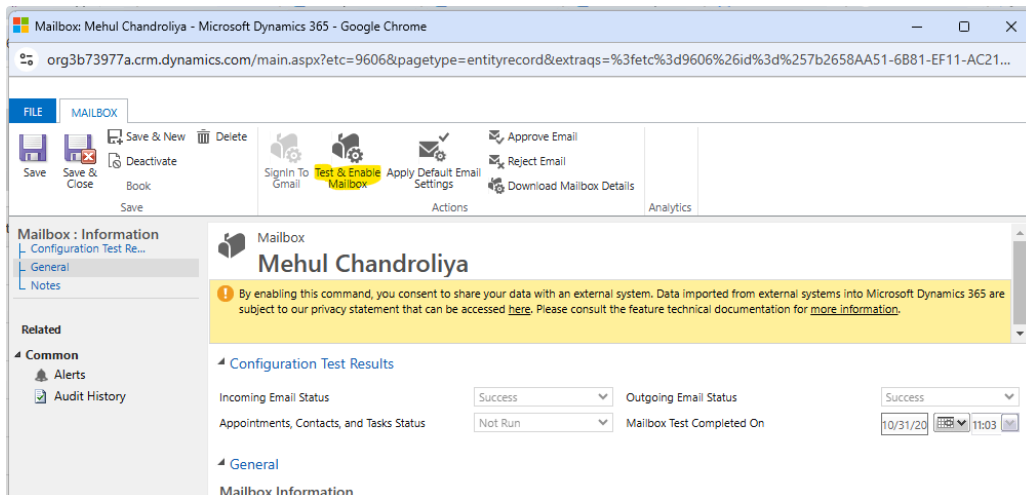 Mailbox: Mehul Chandroliya - Microsoft Dynamics 365 - Google Chrome
org3b73977a.crm.dynamics.com/main.aspx?etc=9606&pagetype=entityrecord&extraqs=%3fetc%3d9606%26id%3d%257b2658AA51-6B81-EF11-AC21...
FILE MAILBOX
Save
Save & Close
Save & New
Delete
Deactivate
Book
Save
SignIn To Gmail
Test & Enable Mailbox
Apply Default Email Settings
Approve Email
Reject Email
Download Mailbox Details
Actions
Analytics
Mailbox : Information
Configuration Test Re...
General
Notes
Related
Common
Alerts
Audit History
Mailbox
Mehul Chandroliya
By enabling this command, you consent to share your data with an external system. Data imported from external systems into Microsoft Dynamics 365 are
subject to our privacy statement that can be accessed here. Please consult the feature technical documentation for more information.
Configuration Test Results
Incoming Email Status Success Outgoing Email Status Success
Appointments, Contacts, and Tasks Status Not Run Mailbox Test Completed On 10/31/20 11:03
General
Mailbox Information